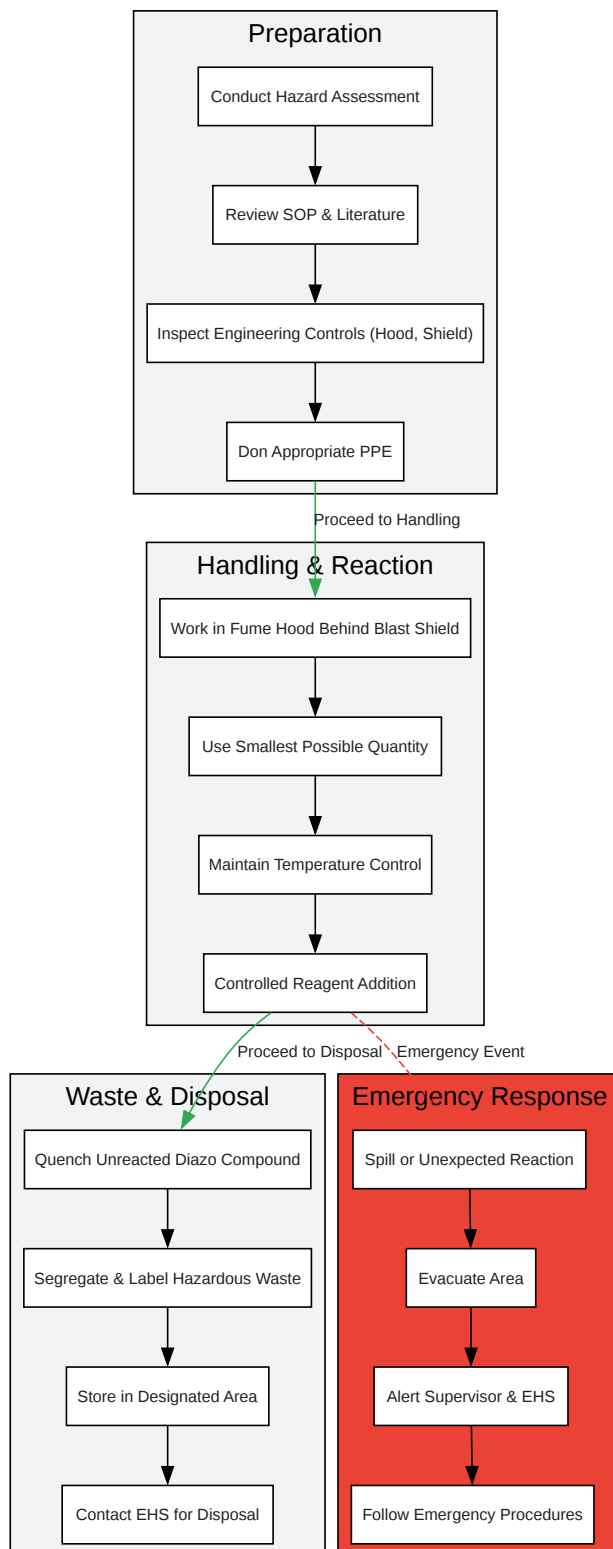 Preparation
Conduct Hazard Assessment
Review SOP & Literature
Inspect Engineering Controls (Hood, Shield)
Don Appropriate PPE
Proceed to Handling
Handling & Reaction
Work in Fume Hood Behind Blast Shield
Use Smallest Possible Quantity
Maintain Temperature Control
Controlled Reagent Addition
Proceed to Disposal
Emergency Event
Waste & Disposal
Quench Unreacted Diazo Compound
Segregate & Label Hazardous Waste
Store in Designated Area
Contact EHS for Disposal
Emergency Response
Spill or Unexpected Reaction
Evacuate Area
Alert Supervisor & EHS
Follow Emergency Procedures